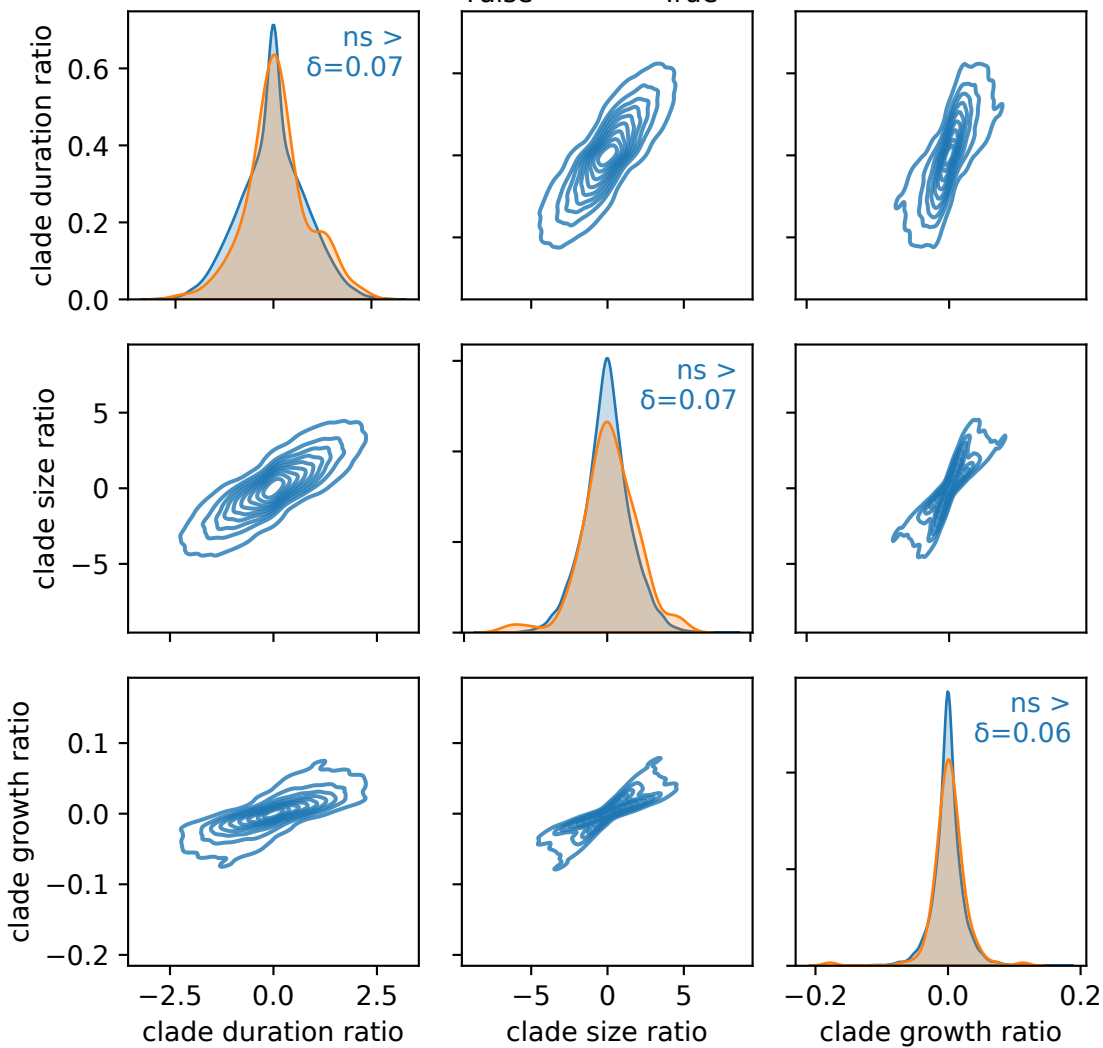 True
clade duration ratio
0.6
0.4
0.2
0.0
ns >
δ=0.07
clade size ratio
5
0
−5
ns >
δ=0.07
clade growth ratio
0.1
0.0
−0.1
−0.2
ns >
δ=0.06
−2.5 0.0 2.5
−5 0 5
−0.2 0.0 0.2
clade duration ratio
clade size ratio
clade growth ratio